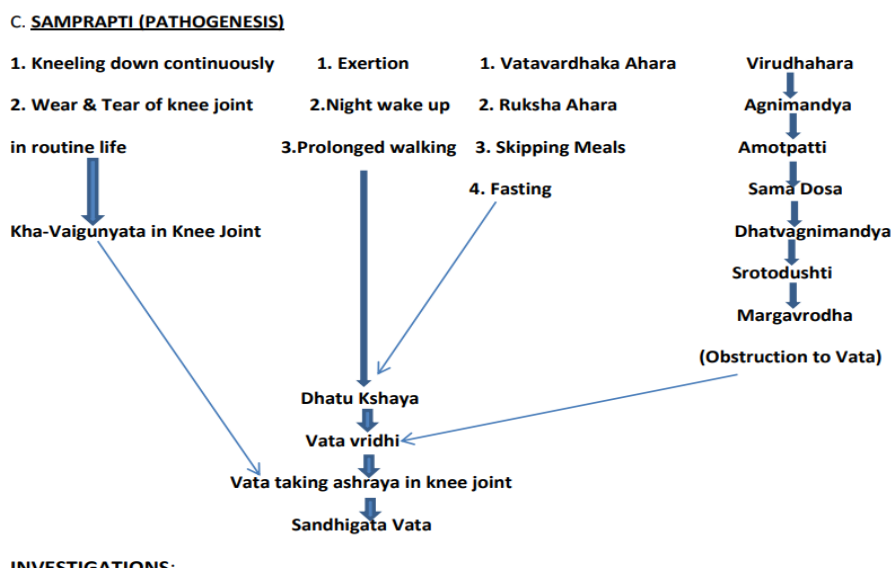 C. SAMPRAPTI (PATHOGENESIS)
1. Kneeling down continuously 1. Exertion 1. Vatavardhaka Ahara Virudhahara
2. Wear & Tear of knee joint 2.Night wake up 2. Ruksha Ahara Agnimandya
in routine life 3.Prolonged walking 3. Skipping Meals Amotpatti
4. Fasting Sama Dosa
Kha-Vaigunyata in Knee Joint Dhatvagnimandya
Srotodushti
Margavrodha
(Obstruction to Vata)
Dhatu Kshaya
Vata vridhi
Vata taking ashraya in knee joint
Sandhigata Vata
INVESTIGATIONS: